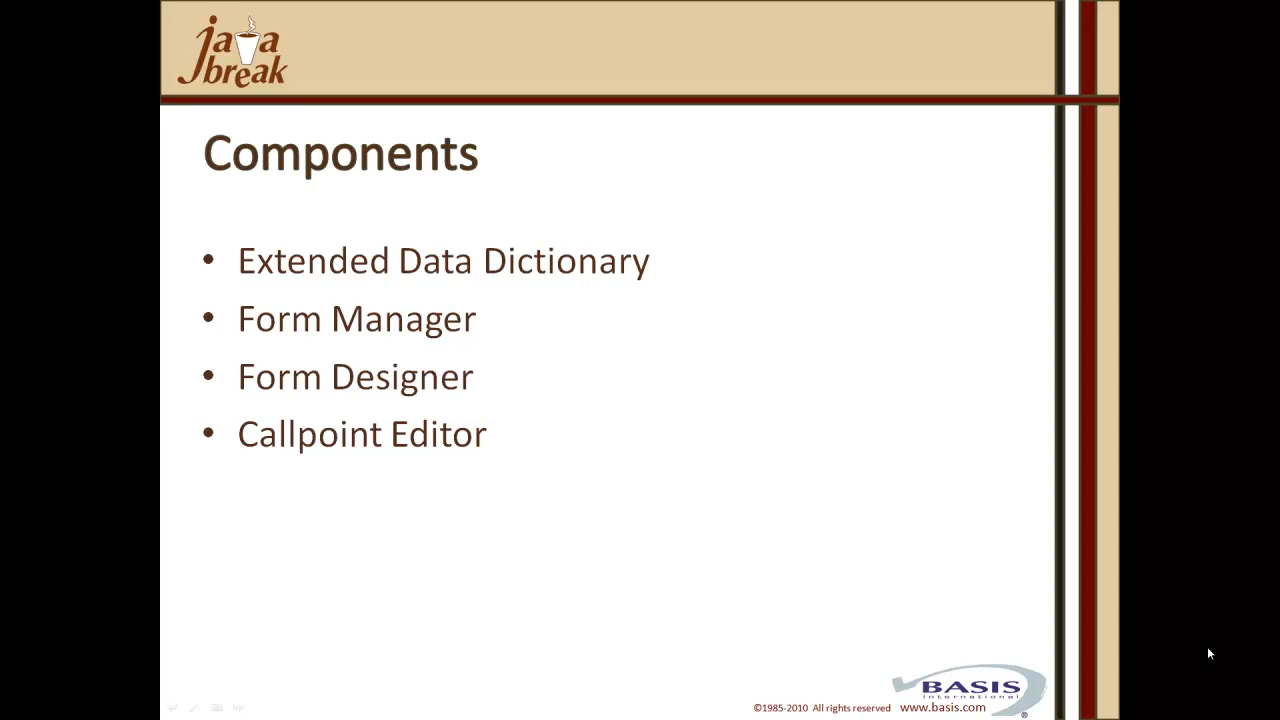 java
break
Components
• Extended Data Dictionary
• Form Manager
• Form Designer
• Callpoint Editor
BASIS
International
®
©1985-2010 All rights reserved www.basis.com